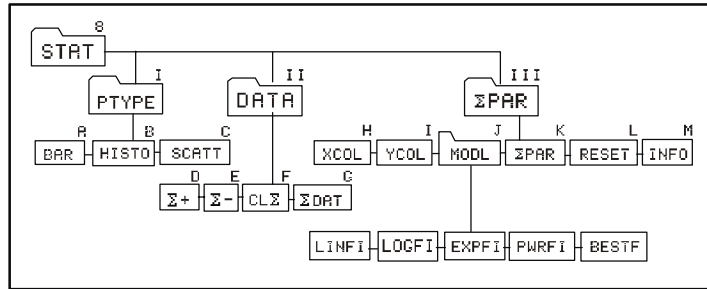 8
STAT
I II III
PTYPE DATA ΣPAR
A B C H I J K L M
BAR HISTO SCATT XCOL YCOL MODL ΣPAR RESET INFO
D E F G
Σ+ Σ- CLΣ ΣDAT
LINFI LOGFI EXPFI PWRFI BESTF